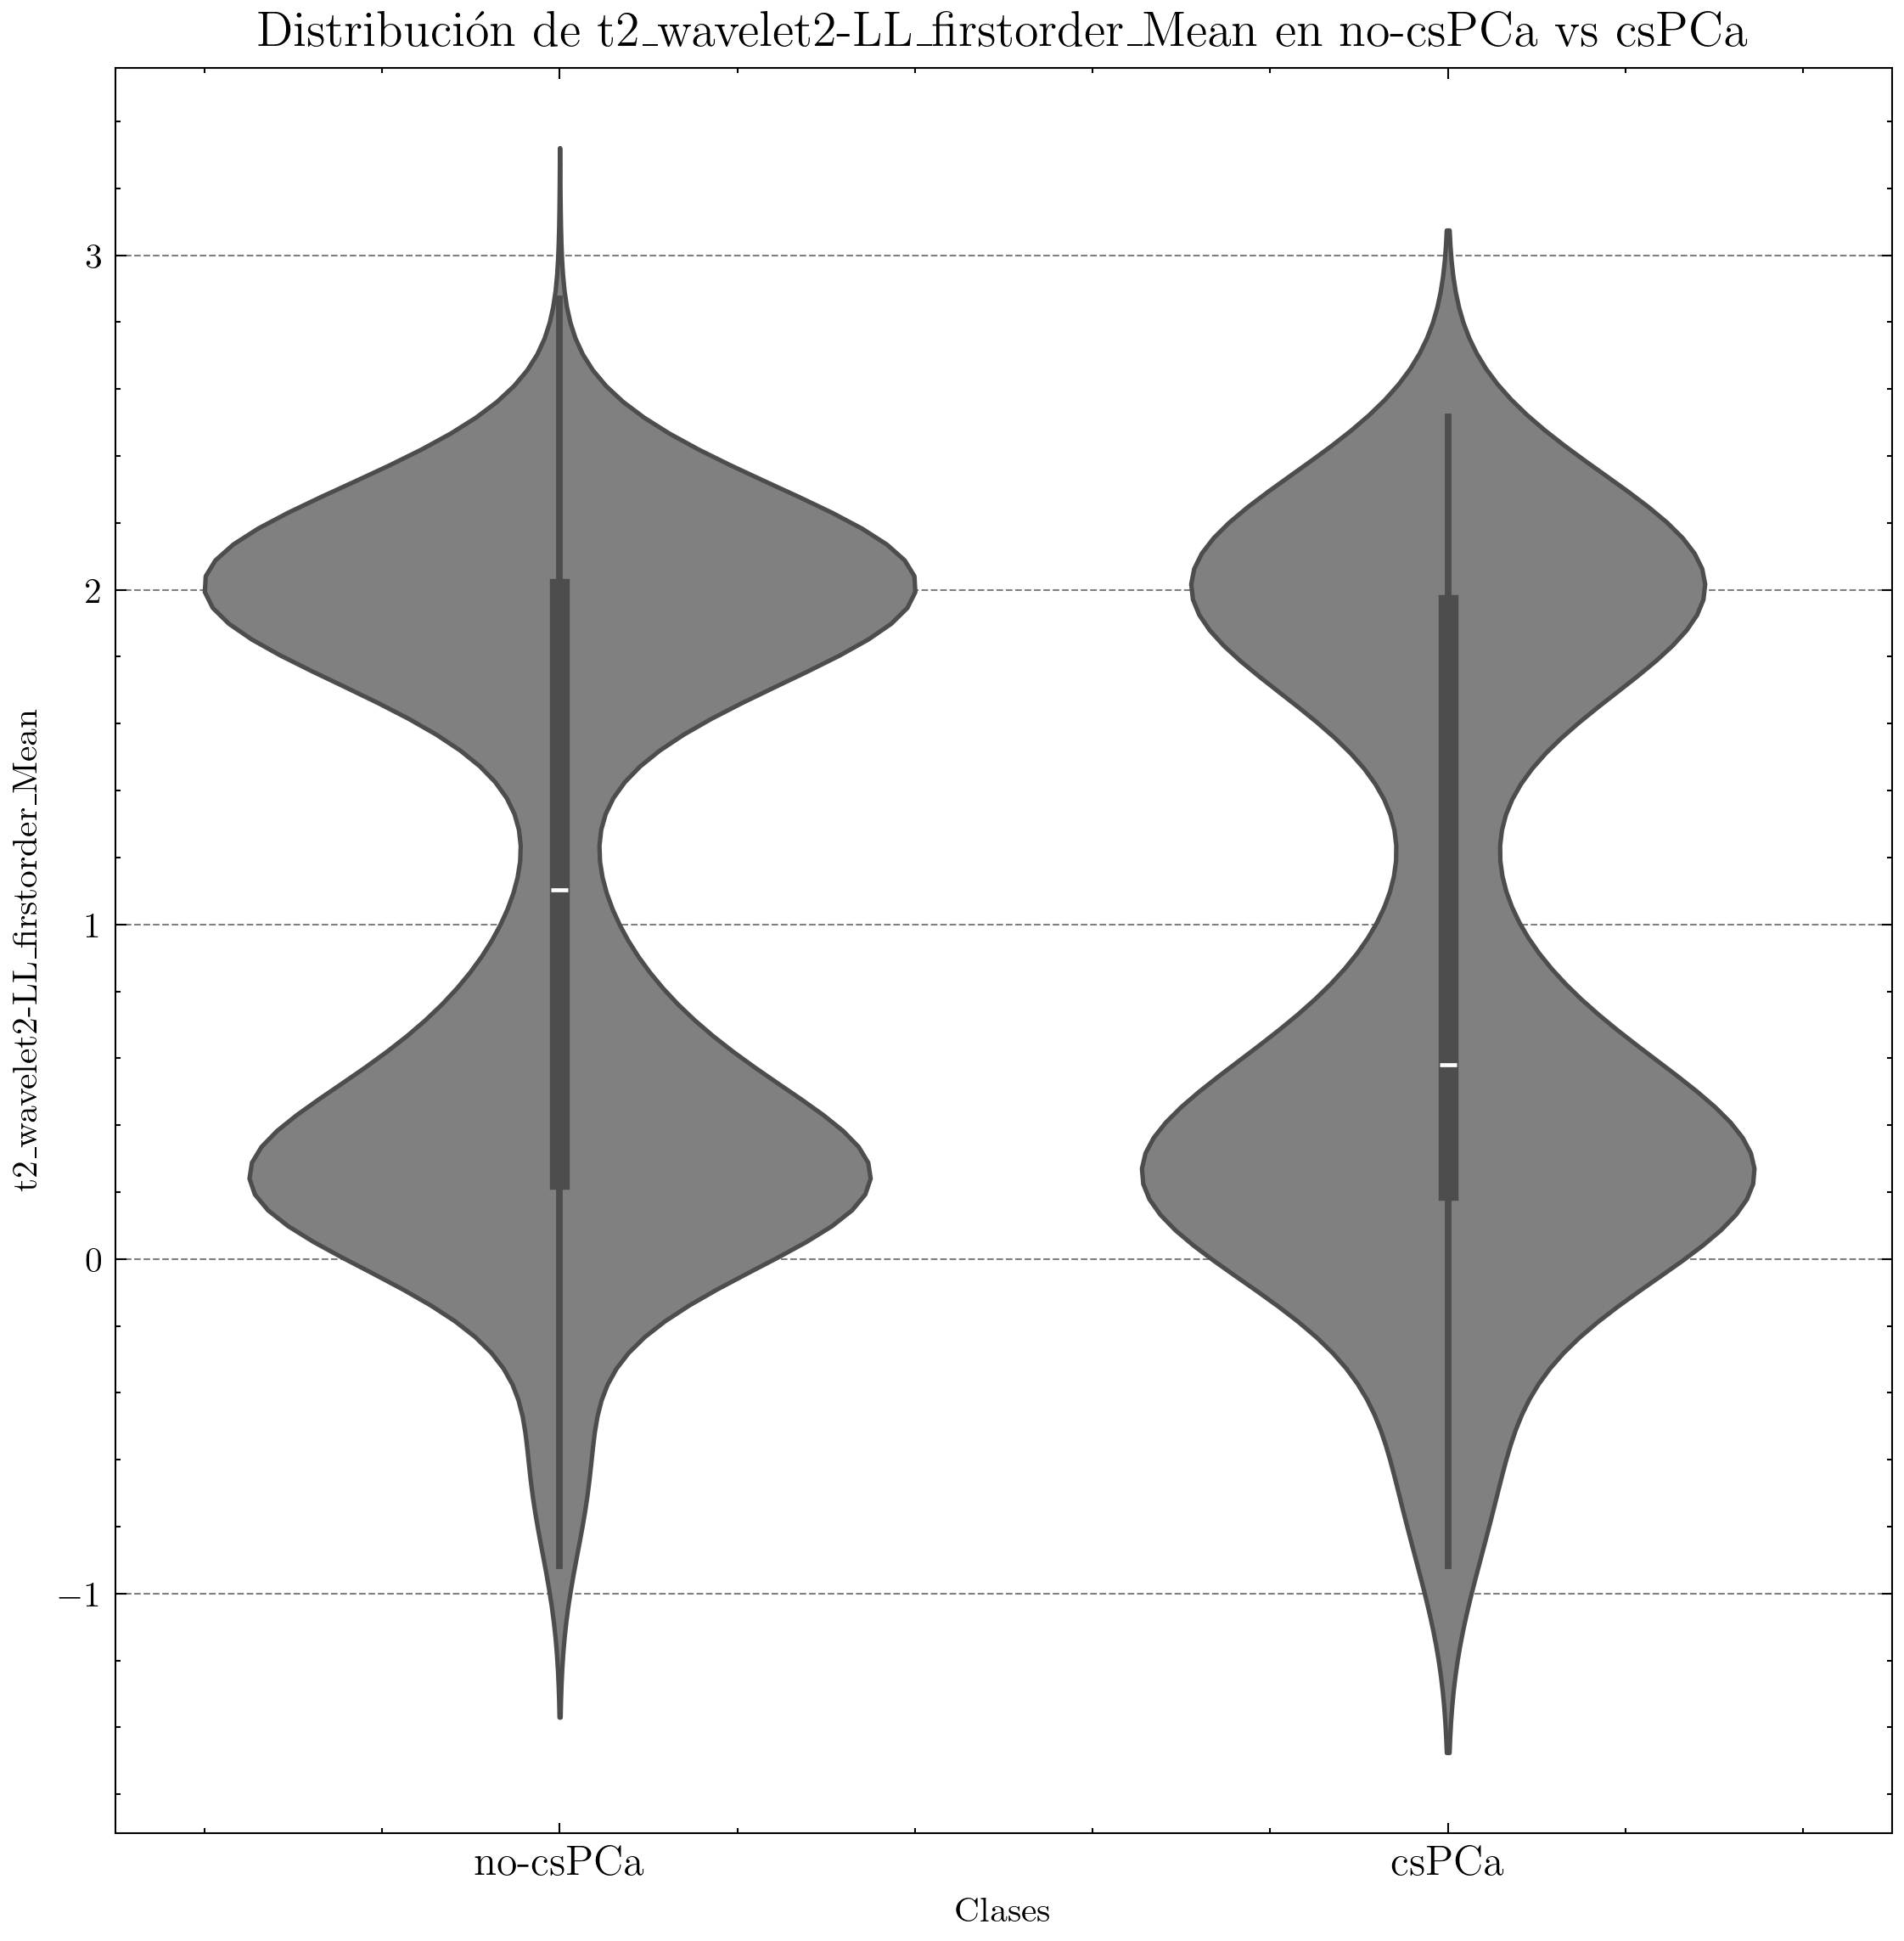 Distribución de t2_wavelet2-LL_firstorder_Mean en no-csPCa vs csPCa
t2_wavelet2-LL_firstorder_Mean
3
2
1
0
−1
no-csPCa
csPCa
Clases